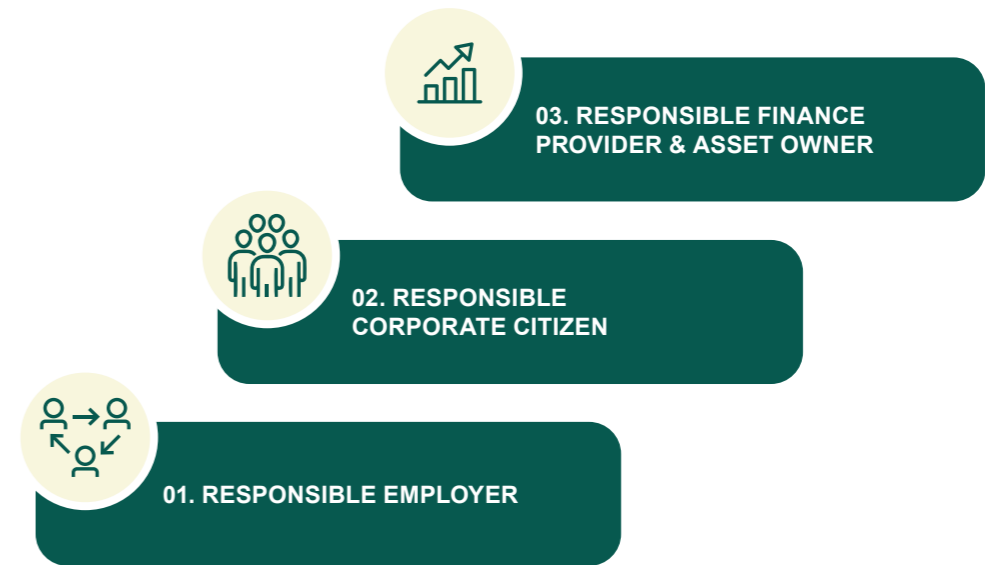 03. RESPONSIBLE FINANCE
PROVIDER & ASSET OWNER
02. RESPONSIBLE
CORPORATE CITIZEN
01. RESPONSIBLE EMPLOYER